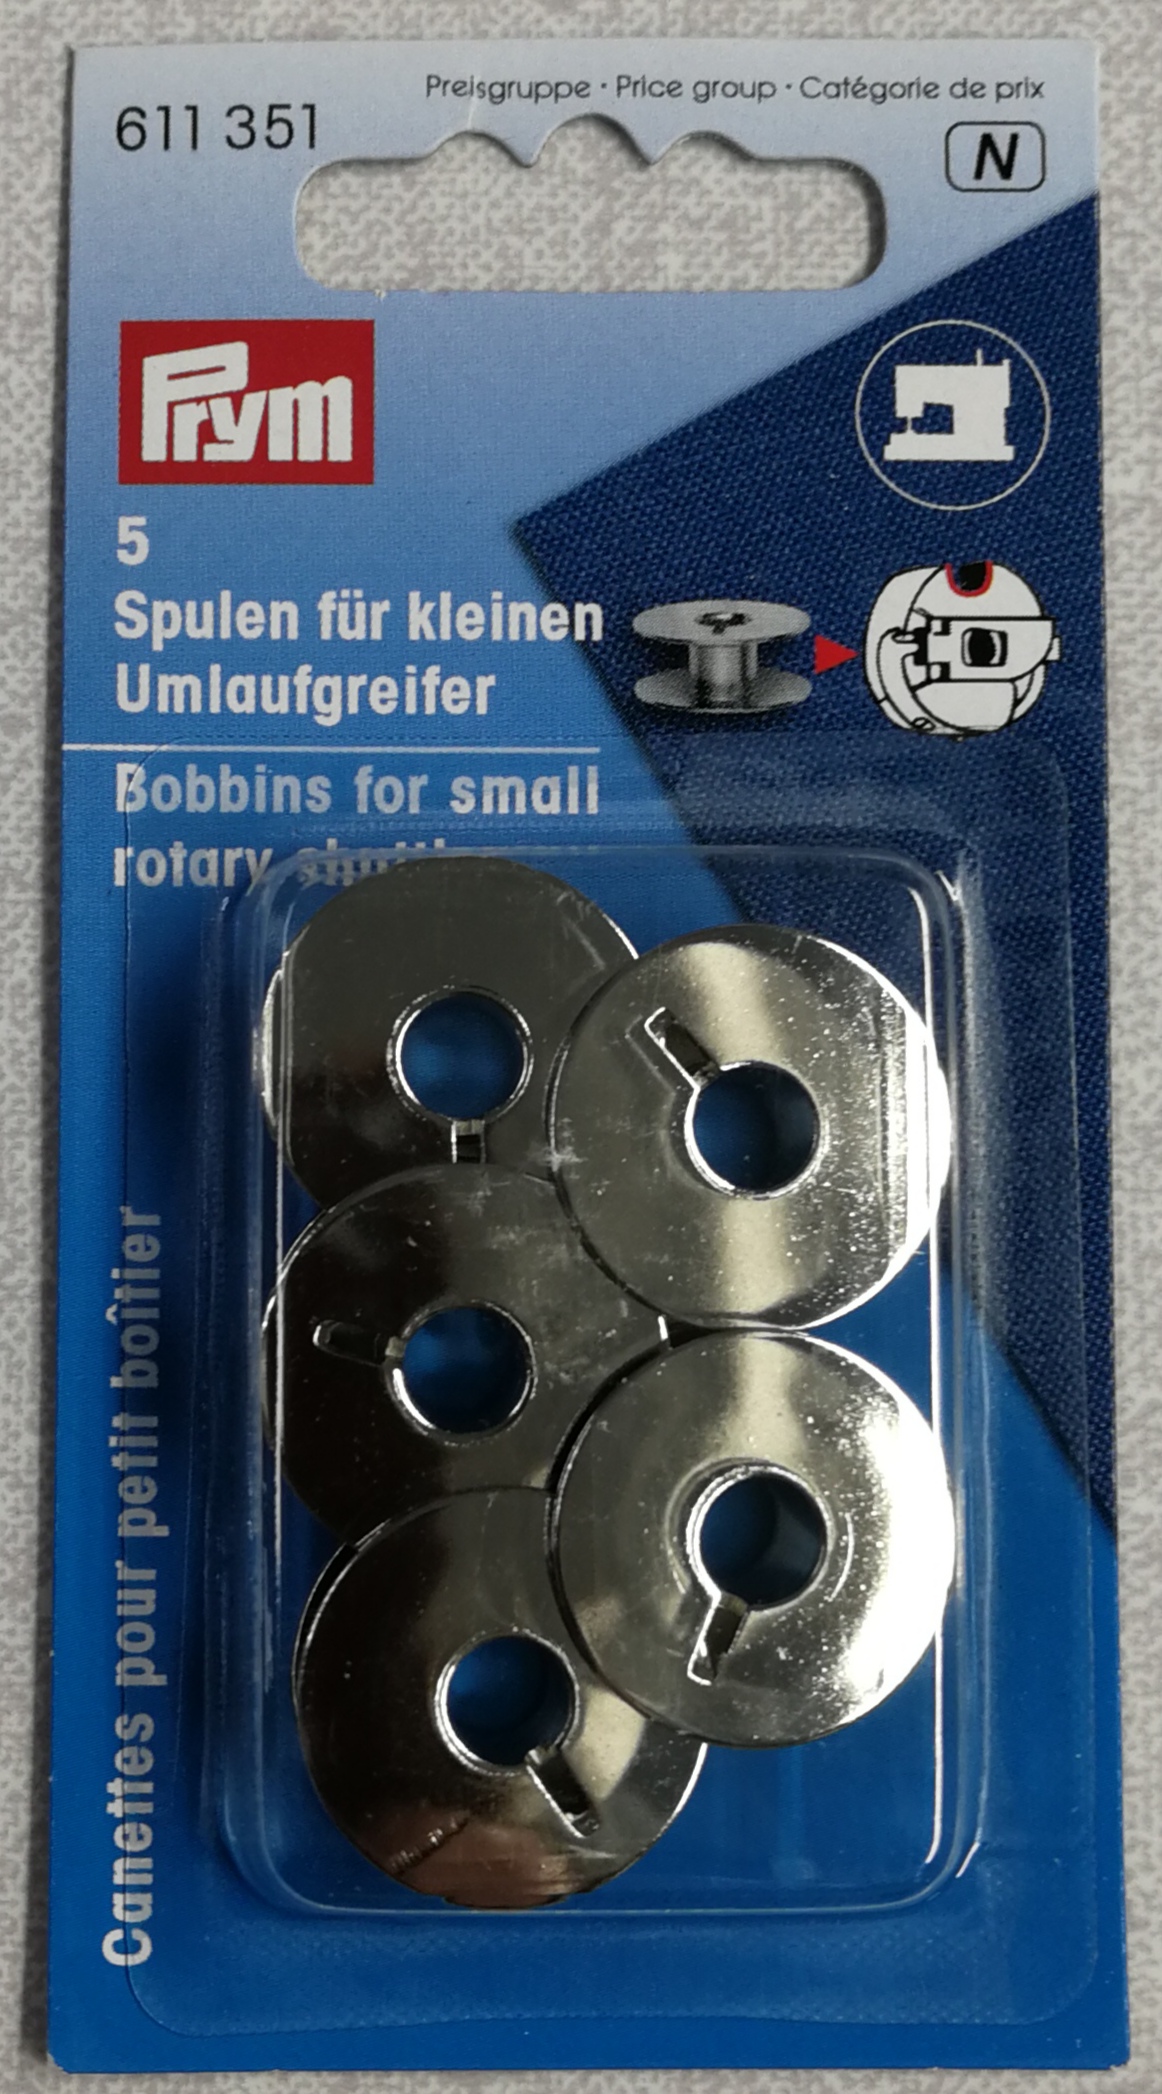 Preisgruppe · Price group · Catégorie de prix
611 351
N
Prym
5
Spulen für kleinen
Umlaufgreifer
Bobbins for small
rotary
Canettes pour petit boîtier